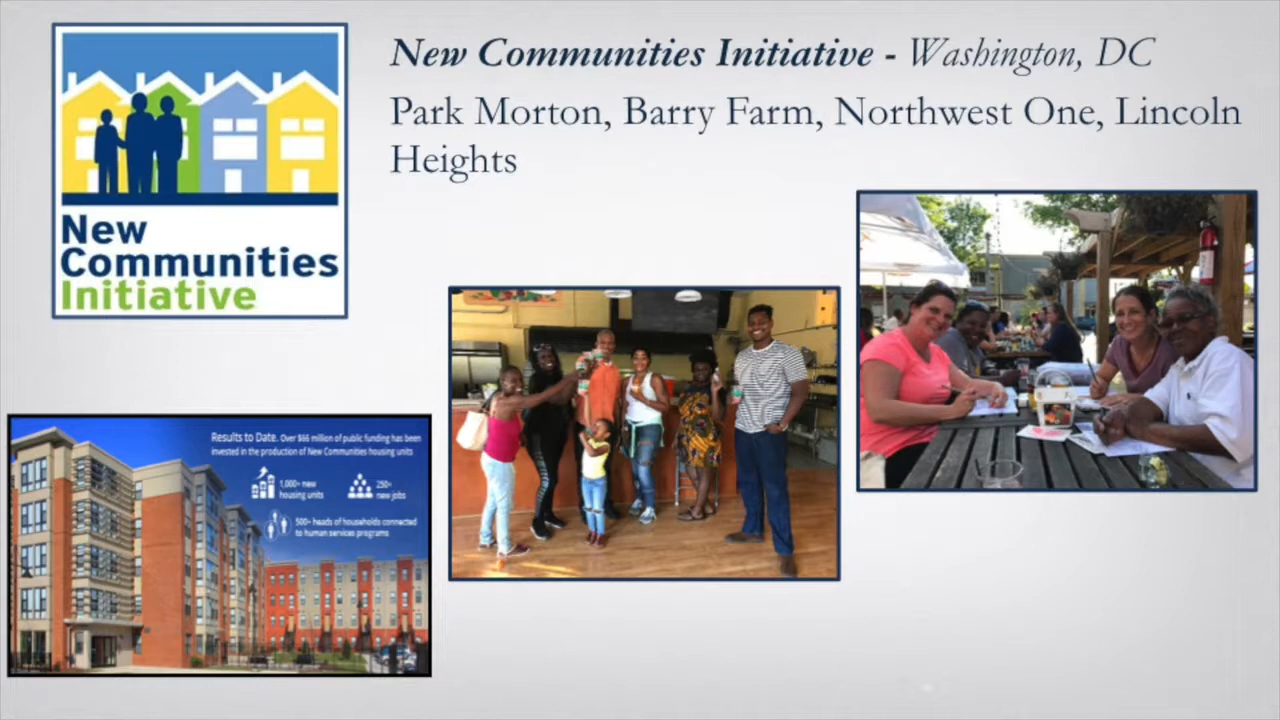 New Communities Initiative - Washington, DC
Park Morton, Barry Farm, Northwest One, Lincoln
Heights
New
Communities
Initiative
Results to Date. Over $66 million of public funding has been
invested in the production of New Communities housing units
1,000+ new
housing units
250+
new jobs
500+ heads of households connected
to human services programs